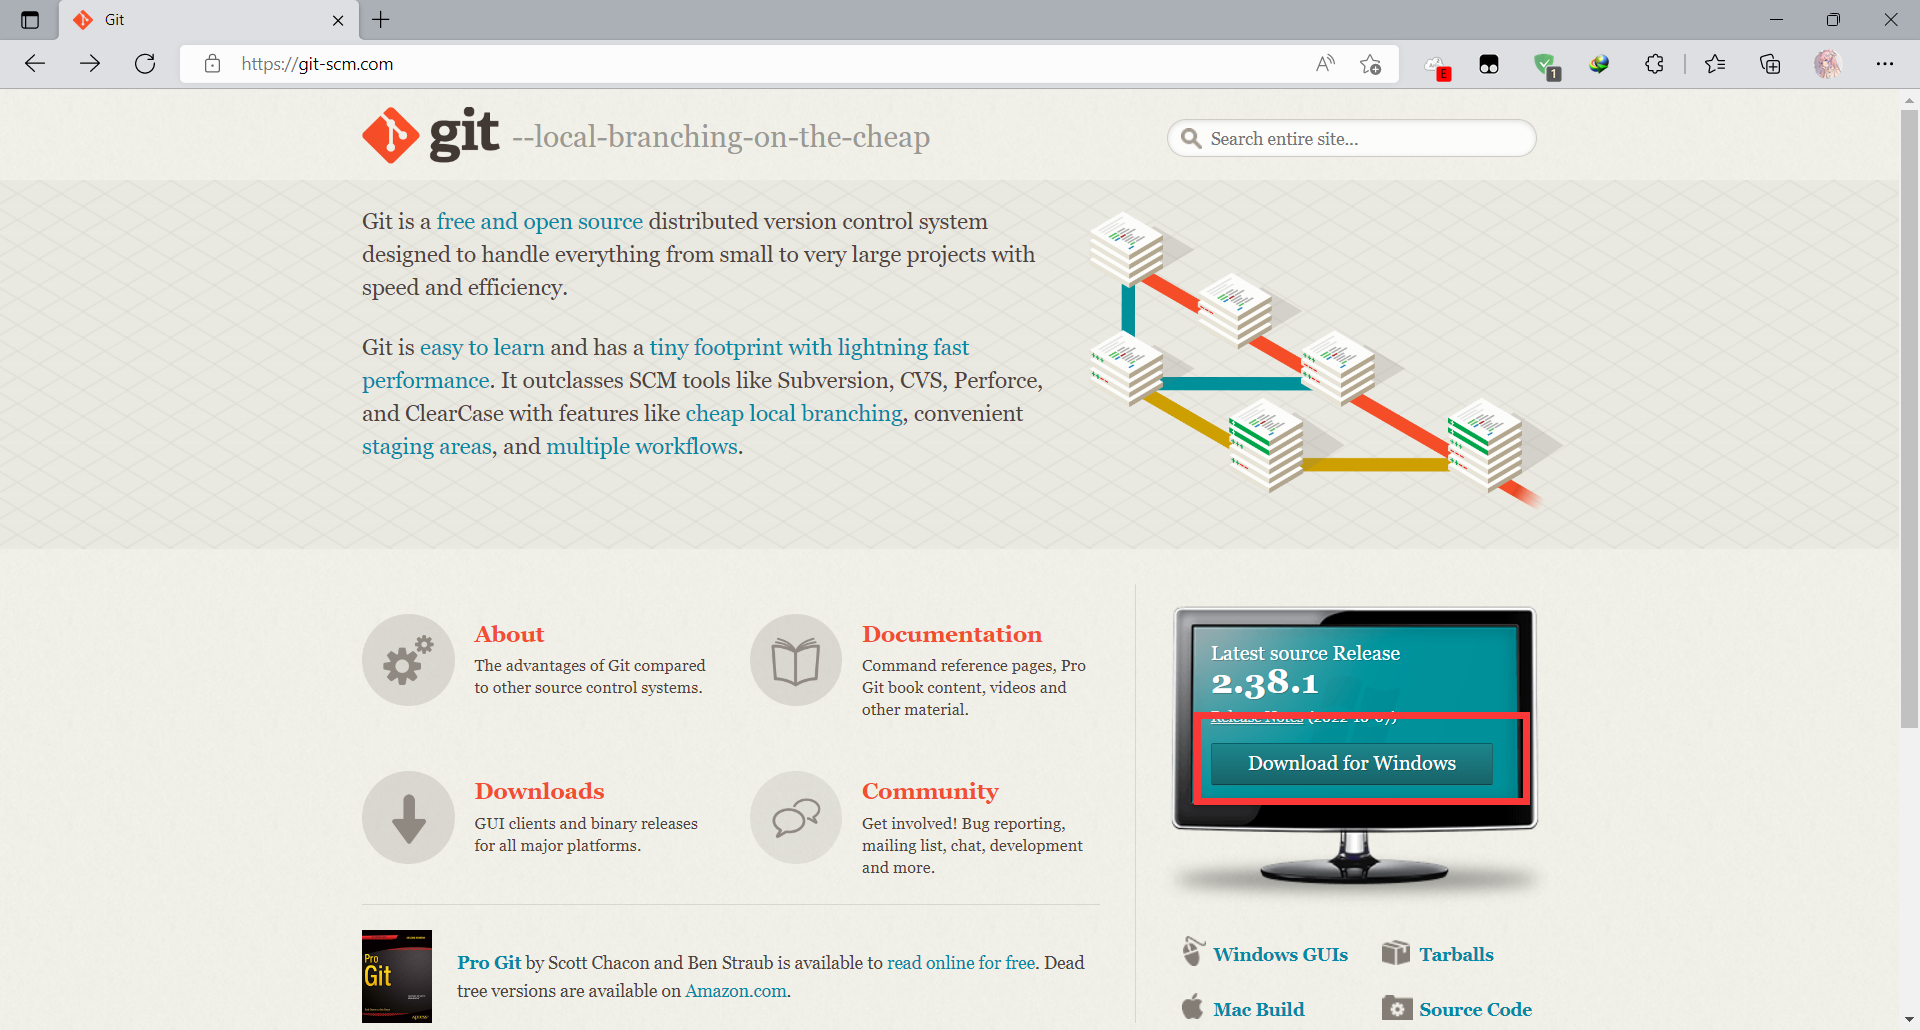 Git
https://git-scm.com
E
1
git --local-branching-on-the-cheap
Search entire site...
Git is a free and open source distributed version control system
designed to handle everything from small to very large projects with
speed and efficiency.
Git is easy to learn and has a tiny footprint with lightning fast
performance. It outclasses SCM tools like Subversion, CVS, Perforce,
and ClearCase with features like cheap local branching, convenient
staging areas, and multiple workflows.
About
The advantages of Git compared
to other source control systems.
Documentation
Command reference pages, Pro
Git book content, videos and
other material.
Downloads
GUI clients and binary releases
for all major platforms.
Community
Get involved! Bug reporting,
mailing list, chat, development
and more.
Latest source Release
2.38.1
Release Notes (2022-10-07)
Download for Windows
Pro
Git
Pro Git by Scott Chacon and Ben Straub is available to read online for free. Dead
tree versions are available on Amazon.com.
Windows GUIs
Tarballs
Mac Build
Source Code